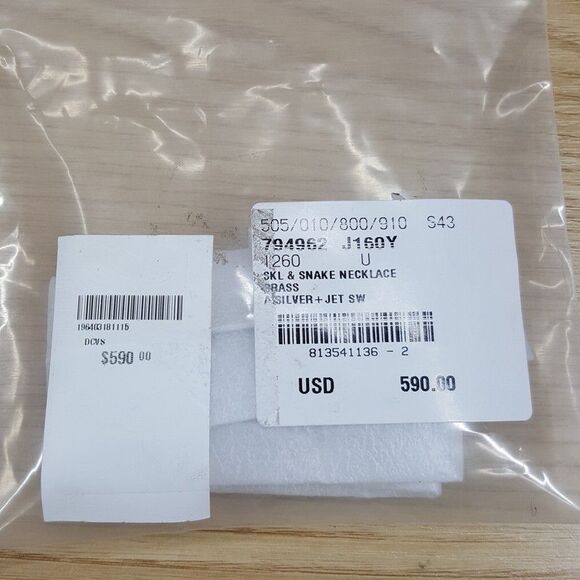 196403181115
DCVS
$590 00
505/010/800/910 S43
794962 J160Y
1260 U
SKL & SNAKE NECKLACE
BRASS
A.SILVER+JET SW
813541136 - 2
USD 590.00